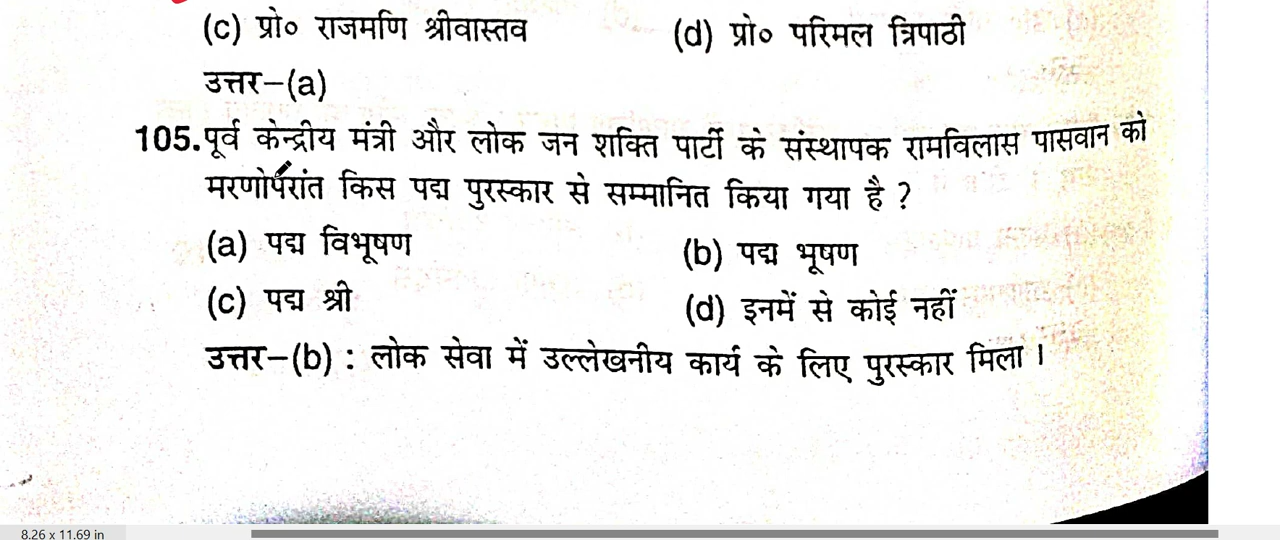 (c) प्रो० राजमणि श्रीवास्तव (d) प्रो० परिमल त्रिपाठी
उत्तर–(a)
105. पूर्व केन्द्रीय मंत्री और लोक जन शक्ति पार्टी के संस्थापक रामविलास पासवान को
मरणोपरांत किस पद्म पुरस्कार से सम्मानित किया गया है ?
(a) पद्म विभूषण (b) पद्म भूषण
(c) पद्म श्री (d) इनमें से कोई नहीं
उत्तर–(b) : लोक सेवा में उल्लेखनीय कार्य के लिए पुरस्कार मिला ।
8.26 x 11.69 in